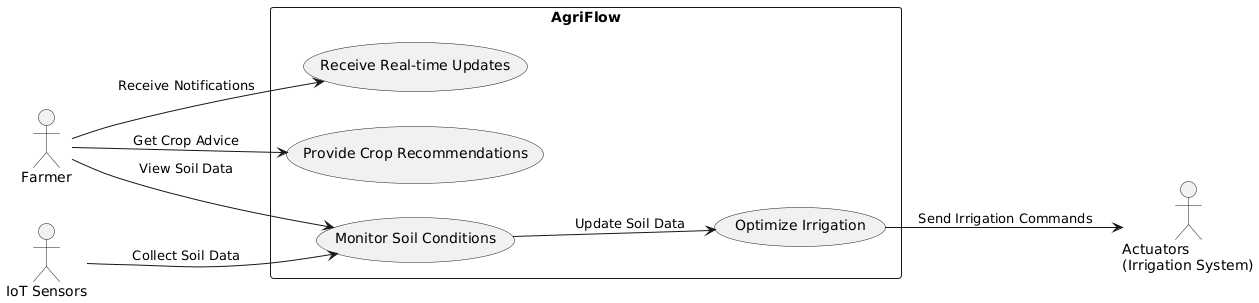 AgriFlow
Receive Real-time Updates
Receive Notifications
Get Crop Advice
Provide Crop Recommendations
View Soil Data
Farmer
Update Soil Data
Optimize Irrigation
Send Irrigation Commands
Monitor Soil Conditions
Collect Soil Data
Actuators
(Irrigation System)
IoT Sensors